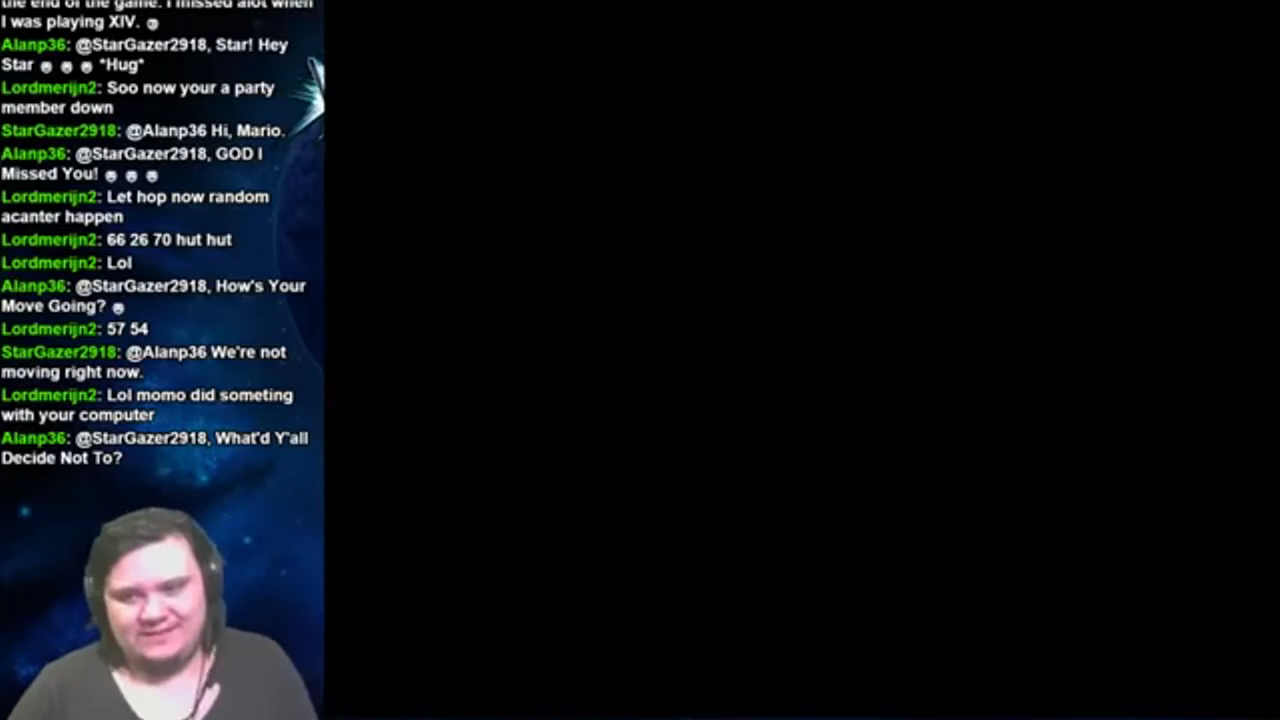 the end of the game. I missed alot when
I was playing XIV.
Alanp36: @StarGazer2918, Star! Hey
Star *Hug*
Lordmerijn2: Soo now your a party
member down
StarGazer2918: @Alanp36 Hi, Mario.
Alanp36: @StarGazer2918, GOD I
Missed You!
Lordmerijn2: Let hop now random
acanter happen
Lordmerijn2: 66 26 70 hut hut
Lordmerijn2: Lol
Alanp36: @StarGazer2918, How's Your
Move Going?
Lordmerijn2: 57 54
StarGazer2918: @Alanp36 We're not
moving right now.
Lordmerijn2: Lol momo did someting
with your computer
Alanp36: @StarGazer2918, What'd Y'all
Decide Not To?